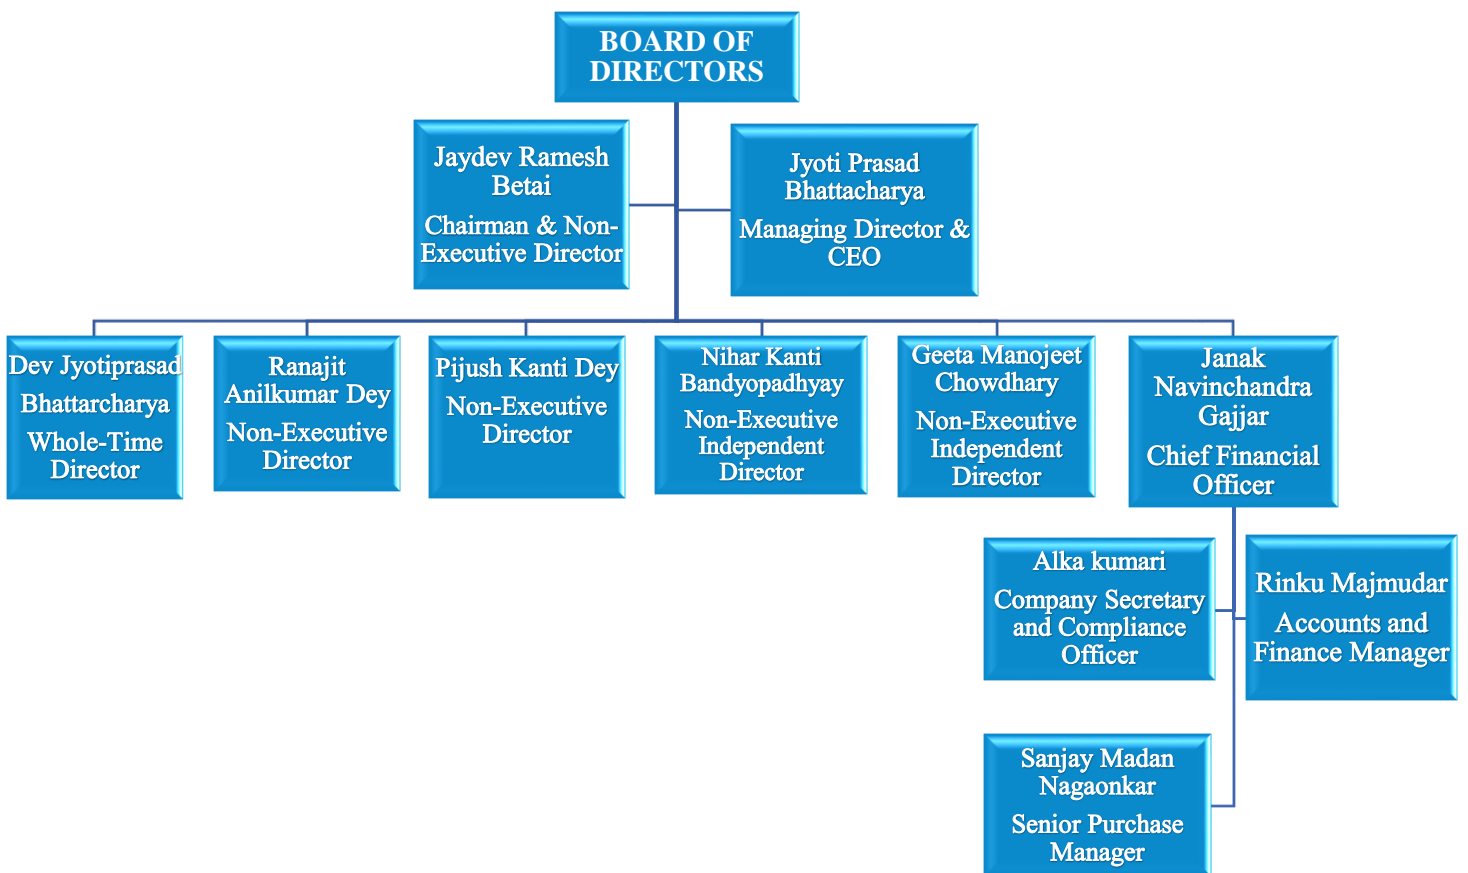 BOARD OF
DIRECTORS
Jaydev Ramesh
Betai
Chairman & Non-
Executive Director
Jyoti Prasad
Bhattacharya
Managing Director &
CEO
Dev Jyotiprasad
Bhattarcharya
Whole-Time
Director
Ranajit
Anilkumar Dey
Non-Executive
Director
Pijush Kanti Dey
Non-Executive
Director
Nihar Kanti
Bandyopadhyay
Non-Executive
Independent
Director
Geeta Manojeet
Chowdhary
Non-Executive
Independent
Director
Janak
Navinchandra
Gajjar
Chief Financial
Officer
Alka kumari
Company Secretary
and Compliance
Officer
Rinku Majmudar
Accounts and
Finance Manager
Sanjay Madan
Nagaonkar
Senior Purchase
Manager